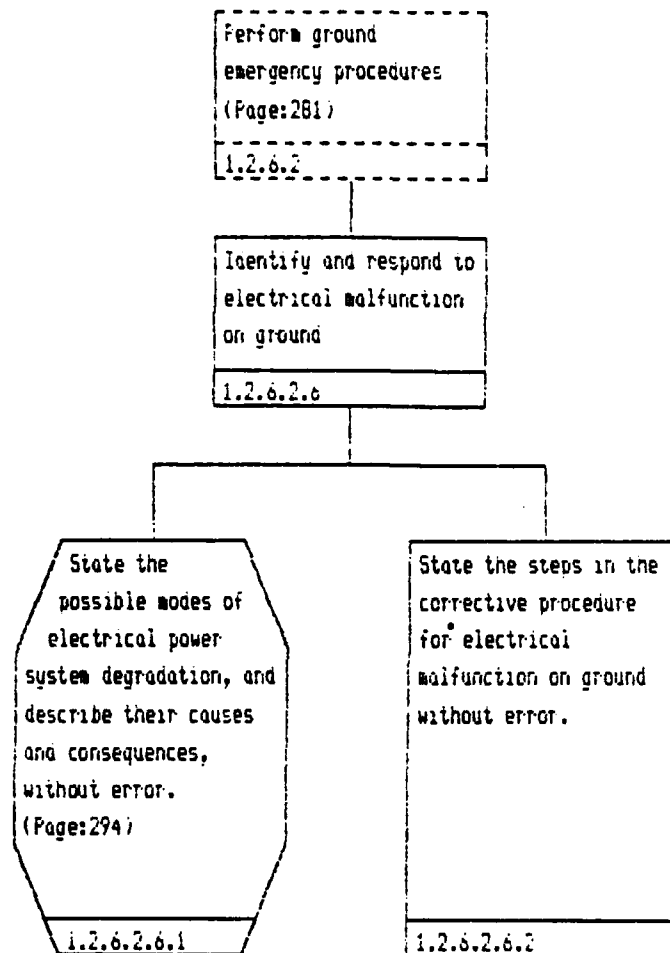 Perform ground
emergency procedures
(Page:281)
1.2.6.2
Identify and respond to
electrical malfunction
on ground
1.2.6.2.6
State the
possible modes of
electrical power
system degradation, and
describe their causes
and consequences,
without error.
(Page:294)
1.2.6.2.6.1
State the steps in the
corrective procedure
for electrical
malfunction on ground
without error.
1.2.6.2.6.2